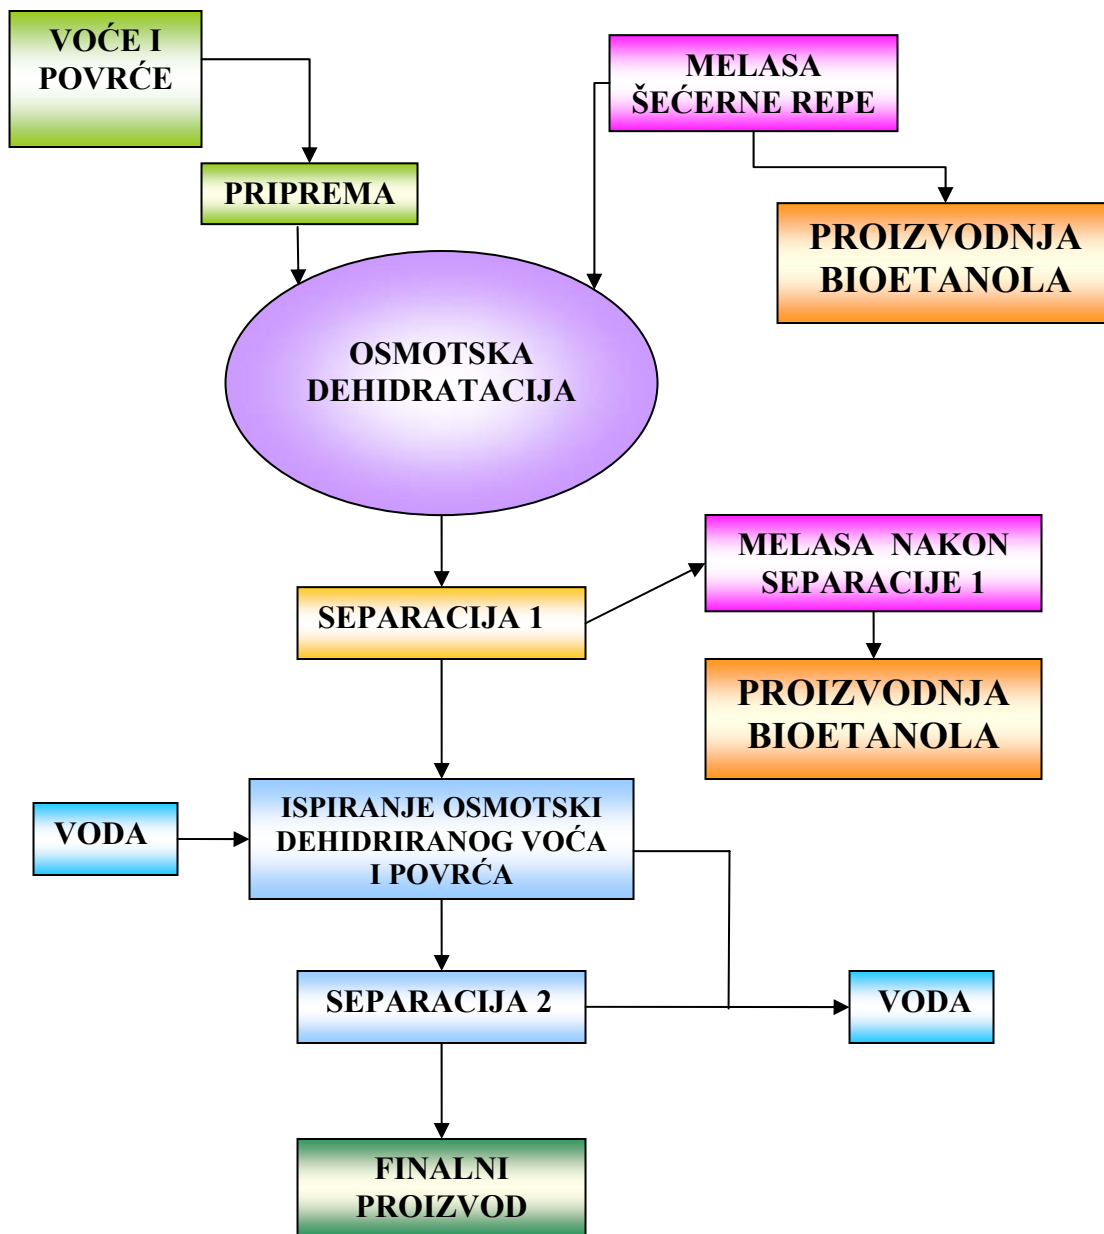 VOĆE I
POVRĆE
MELASA
ŠEĆERNE REPE
PRIPREMA
PROIZVODNJA
BIOETANOLA
OSMOTSKA
DEHIDRATACIJA
MELASA NAKON
SEPARACIJE 1
SEPARACIJA 1
PROIZVODNJA
BIOETANOLA
VODA
ISPIRANJE OSMOTSKI
DEHIDRIRANOG VOĆA
I POVRĆA
SEPARACIJA 2
VODA
FINALNI
PROIZVOD